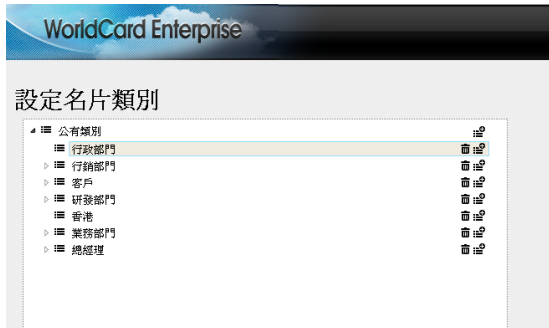 WorldCard Enterprise
設定名片類別
公有類別
行政部門
行銷部門
客戶
研發部門
香港
業務部門
總經理